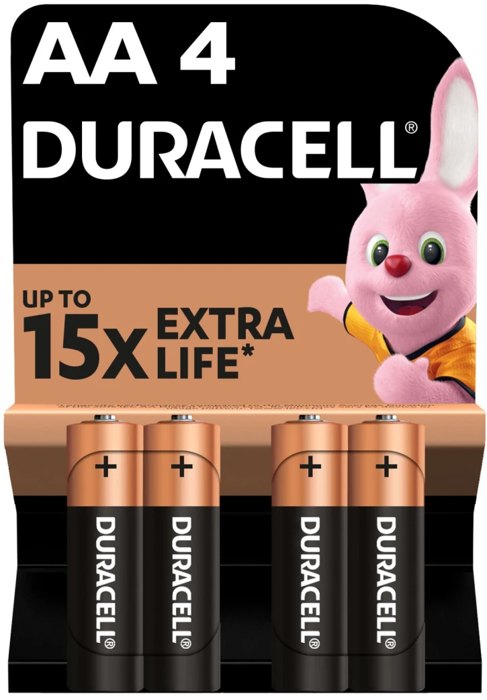 AA 4
DURACELL®
UP TO
15x EXTRA
LIFE*
+ + + +
DURACELL® DURACELL® DURACELL® DURACELL®